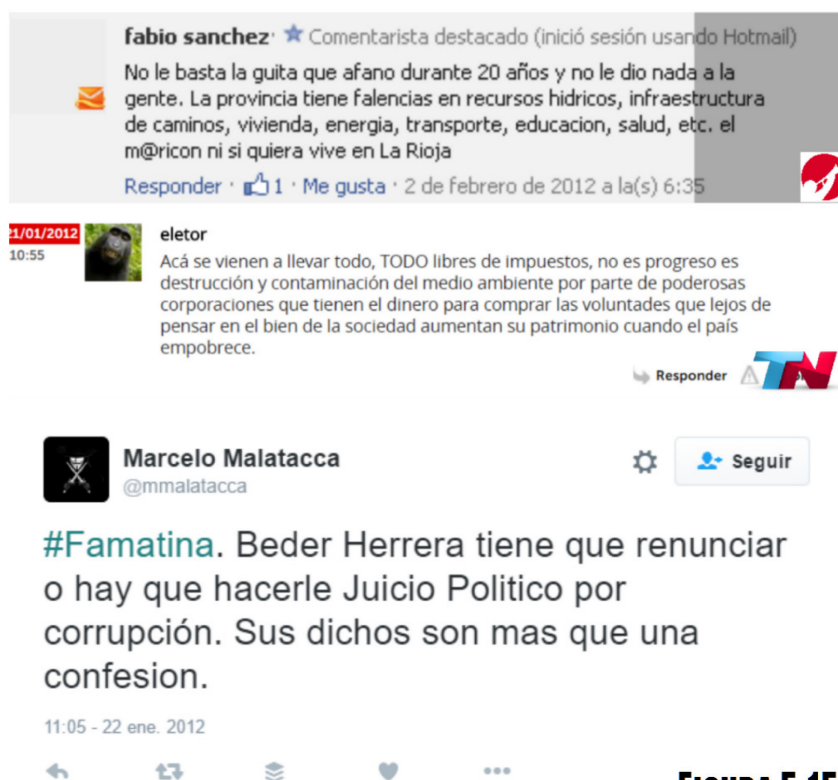 fabio sanchez · Comentarista destacado (inició sesión usando Hotmail)
No le basta la guita que afano durante 20 años y no le dio nada a la
gente. La provincia tiene falencias en recursos hidricos, infraestructura
de caminos, vivienda, energia, transporte, educacion, salud, etc. el
m@ricon ni si quiera vive en La Rioja
Responder · 1 · Me gusta · 2 de febrero de 2012 a la(s) 6:35
21/01/2012
10:55
eletor
Acá se vienen a llevar todo, TODO libres de impuestos, no es progreso es
destrucción y contaminación del medio ambiente por parte de poderosas
corporaciones que tienen el dinero para comprar las voluntades que lejos de
pensar en el bien de la sociedad aumentan su patrimonio cuando el país
empobrece.
Responder
TN
Marcelo Malatacca
@mmalatacca
Seguir
#Famatina. Beder Herrera tiene que renunciar
o hay que hacerle Juicio Politico por
corrupción. Sus dichos son mas que una
confesion.
11:05 - 22 ene. 2012